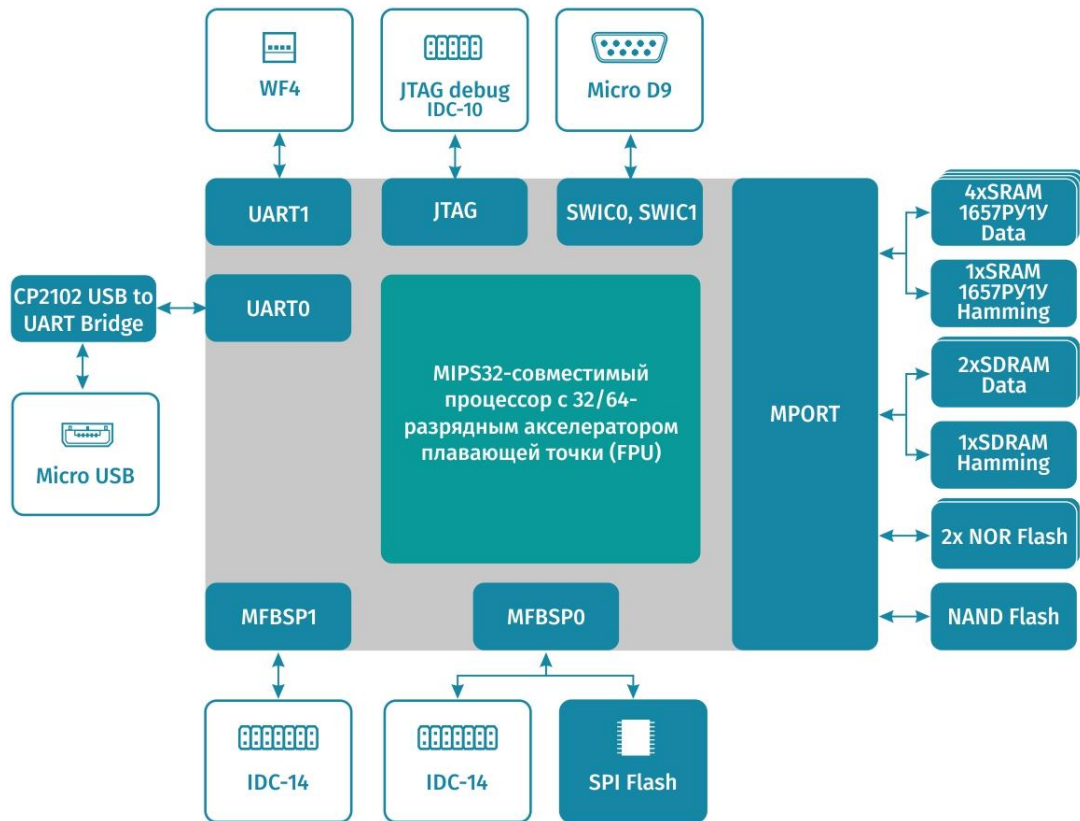 WF4
JTAG debug
IDC-10
Micro D9
UART1
JTAG
SWIC0, SWIC1
4xSRAM
1657РУ1У
Data
1xSRAM
1657РУ1У
Hamming
CP2102 USB to
UART Bridge
UART0
MIPS32-совместимый
процессор с 32/64-
разрядным акселератором
плавающей точки (FPU)
MPORT
2xSDRAM
Data
1xSDRAM
Hamming
Micro USB
2x NOR Flash
NAND Flash
MFBSP1
MFBSP0
IDC-14
IDC-14
SPI Flash